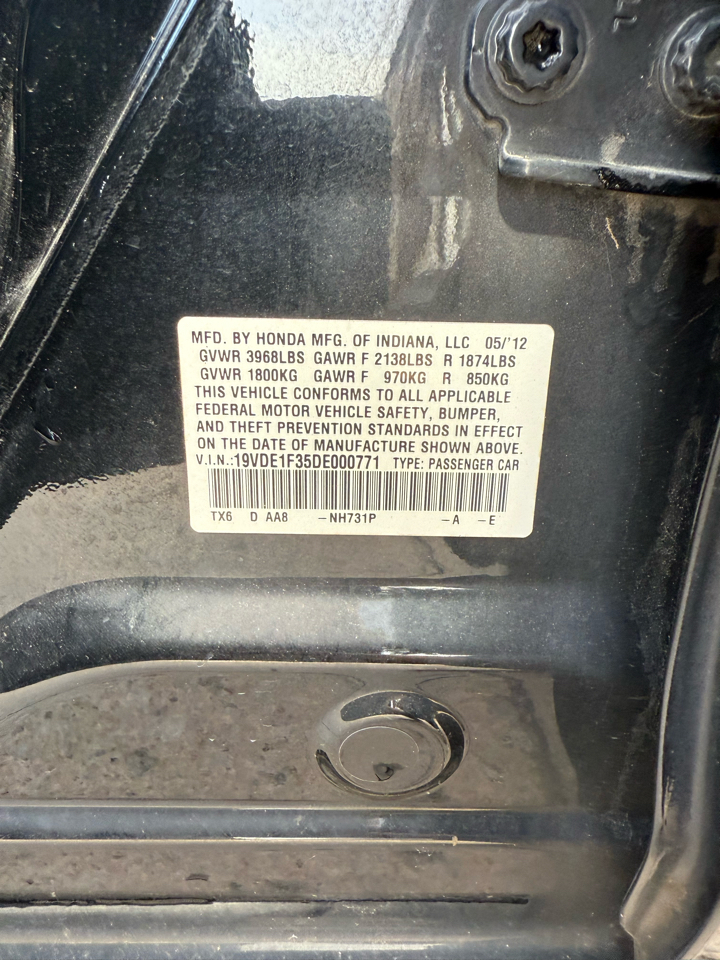 MFD. BY HONDA MFG. OF INDIANA, LLC 05/'12
GVWR 3968LBS GAWR F 2138LBS R 1874LBS
GVWR 1800KG GAWR F 970KG R 850KG
THIS VEHICLE CONFORMS TO ALL APPLICABLE
FEDERAL MOTOR VEHICLE SAFETY, BUMPER,
AND THEFT PREVENTION STANDARDS IN EFFECT
ON THE DATE OF MANUFACTURE SHOWN ABOVE.
V.I.N.:19VDE1F35DE000771 TYPE: PASSENGER CAR
TX6 D AA8 –NH731P –A –E